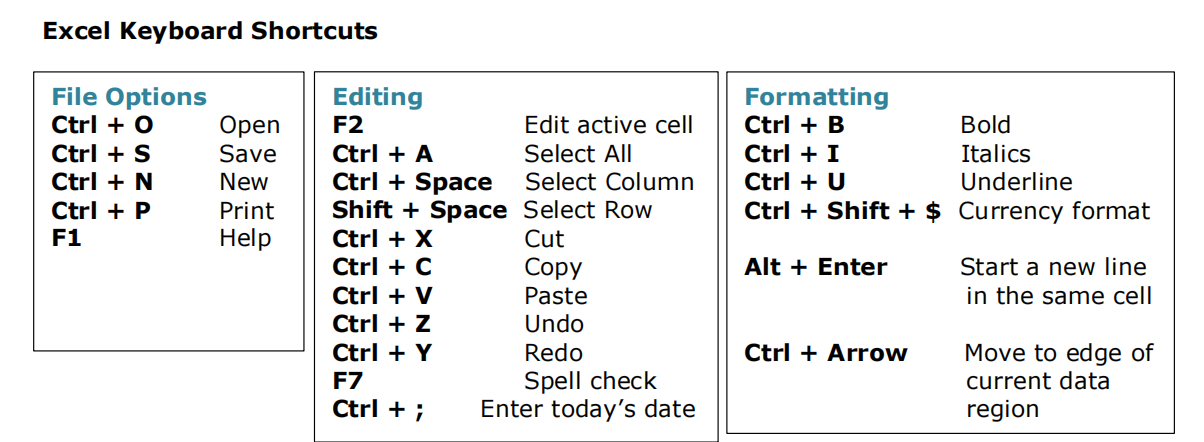 Excel Keyboard Shortcuts
File Options
Ctrl + O Open
Ctrl + S Save
Ctrl + N New
Ctrl + P Print
F1 Help
Editing
F2 Edit active cell
Ctrl + A Select All
Ctrl + Space Select Column
Shift + Space Select Row
Ctrl + X Cut
Ctrl + C Copy
Ctrl + V Paste
Ctrl + Z Undo
Ctrl + Y Redo
F7 Spell check
Ctrl + ; Enter today’s date
Formatting
Ctrl + B Bold
Ctrl + I Italics
Ctrl + U Underline
Ctrl + Shift + $ Currency format
Alt + Enter Start a new line
in the same cell
Ctrl + Arrow Move to edge of
current data
region